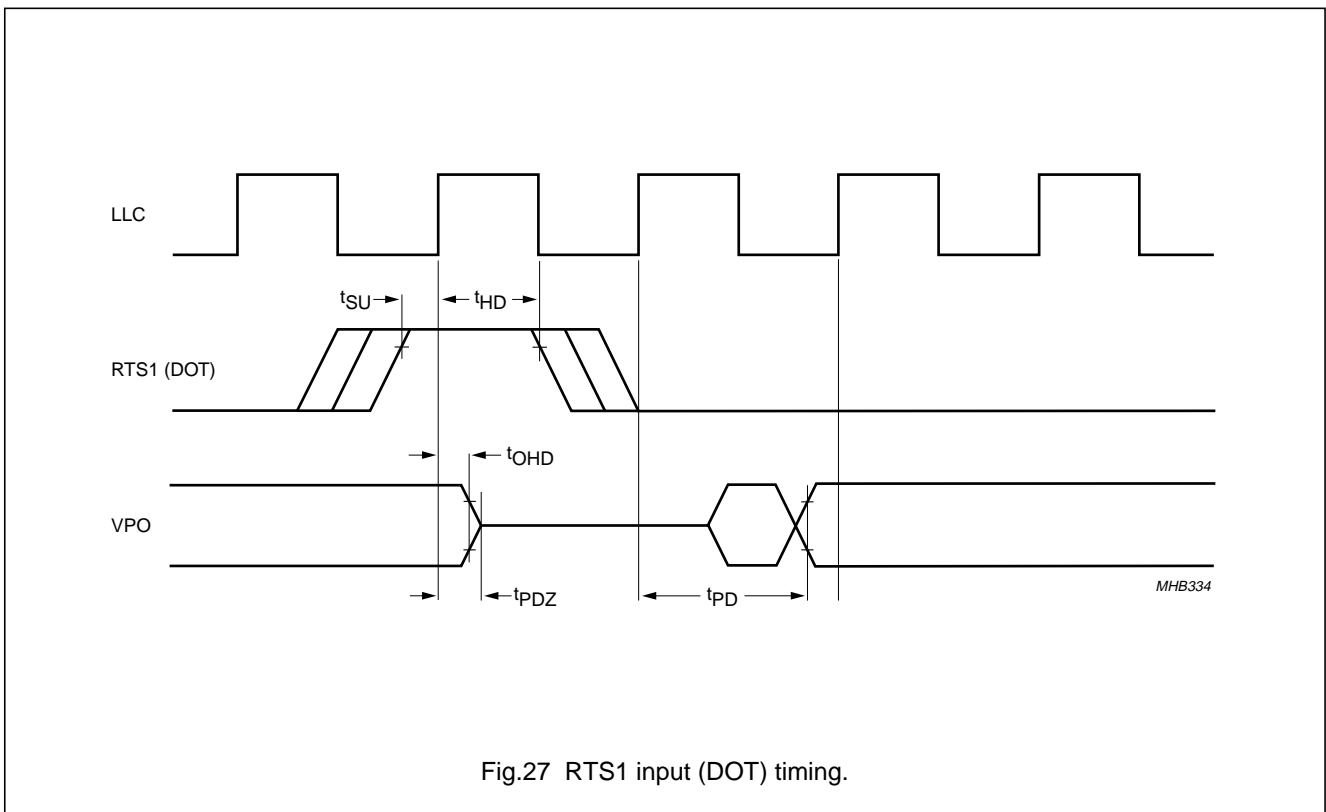 LLC
tSU
tHD
RTS1 (DOT)
tOHD
VPO
tPDZ
tPD
MHB334
Fig.27 RTS1 input (DOT) timing.